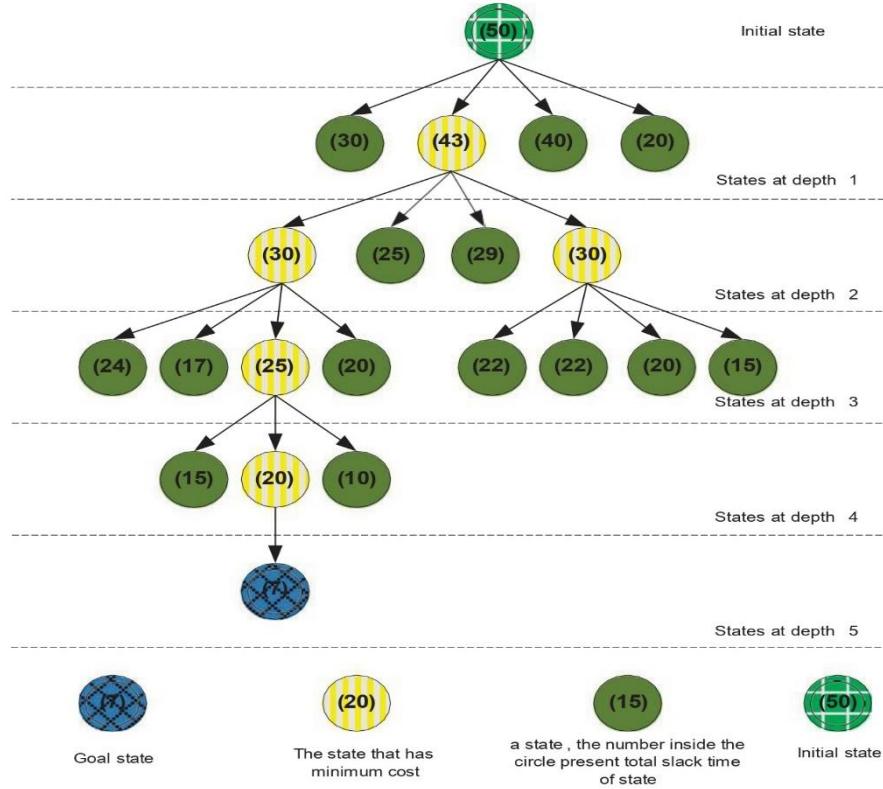 (50)
Initial state
(30) (43) (40) (20)
States at depth 1
(30) (25) (29) (30)
States at depth 2
(24) (17) (25) (20) (22) (22) (20) (15)
States at depth 3
(15) (20) (10)
States at depth 4
(7)
States at depth 5
(7) (20) (15) (50)
Goal state
The state that has
minimum cost
a state , the number inside the
circle present total slack time
of state
Initial state